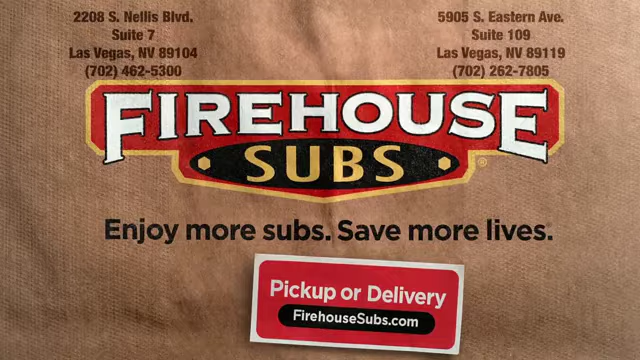 2208 S. Nellis Blvd.
Suite 7
Las Vegas, NV 89104
(702) 462-5300
5905 S. Eastern Ave.
Suite 109
Las Vegas, NV 89119
(702) 262-7805
FIREHOUSE
SUBS
®
Enjoy more subs. Save more lives.
Pickup or Delivery
FirehouseSubs.com